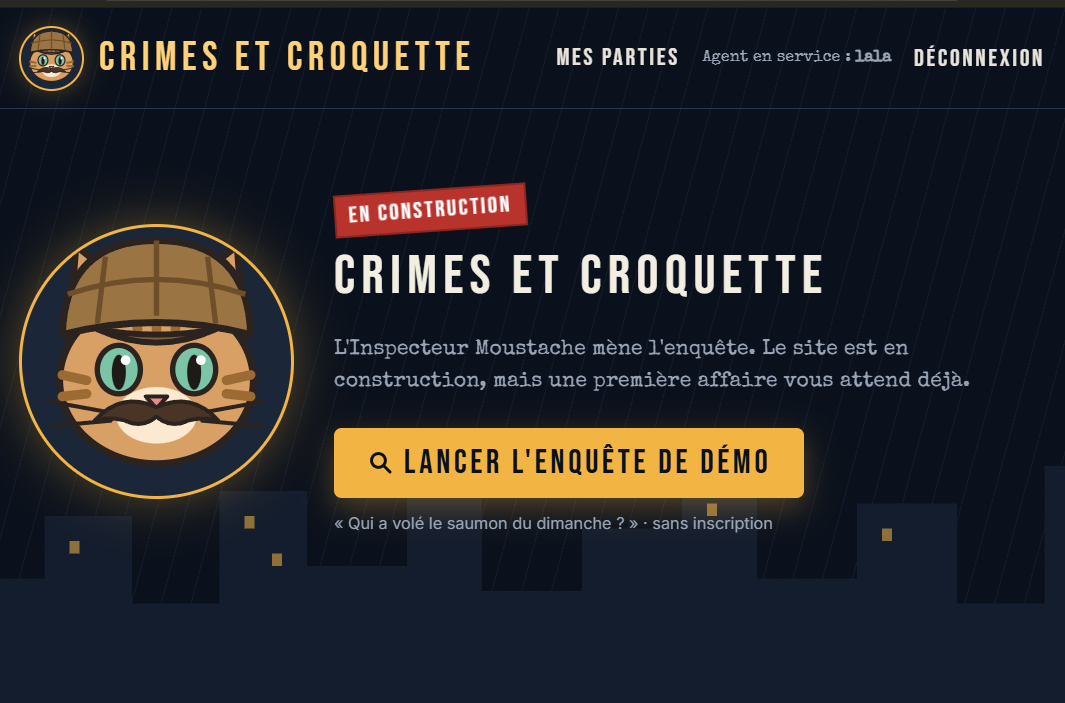 CRIMES ET CROQUETTE
MES PARTIES
Agent en service : lala
DÉCONNEXION
EN CONSTRUCTION
CRIMES ET CROQUETTE
L'Inspecteur Moustache mène l'enquête. Le site est en
construction, mais une première affaire vous attend déjà.
LANCER L'ENQUÊTE DE DÉMO
« Qui a volé le saumon du dimanche ? » · sans inscription